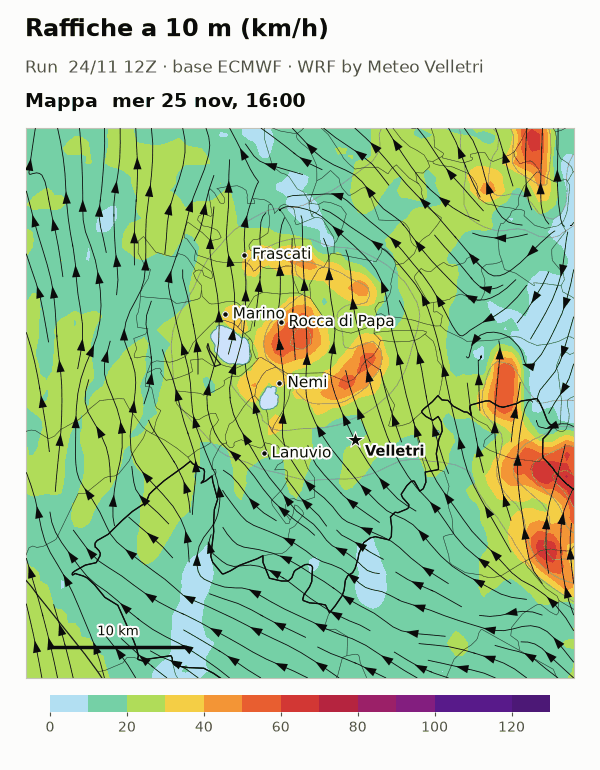 Raffiche a 10 m (km/h)
Run  24/11 12Z · base ECMWF · WRF by Meteo Velletri
Mappa  mer 25 nov, 16:00
Frascati
Marino
Rocca di Papa
Nemi
Velletri
Lanuvio
10 km
0 20 40 60 80 100 120